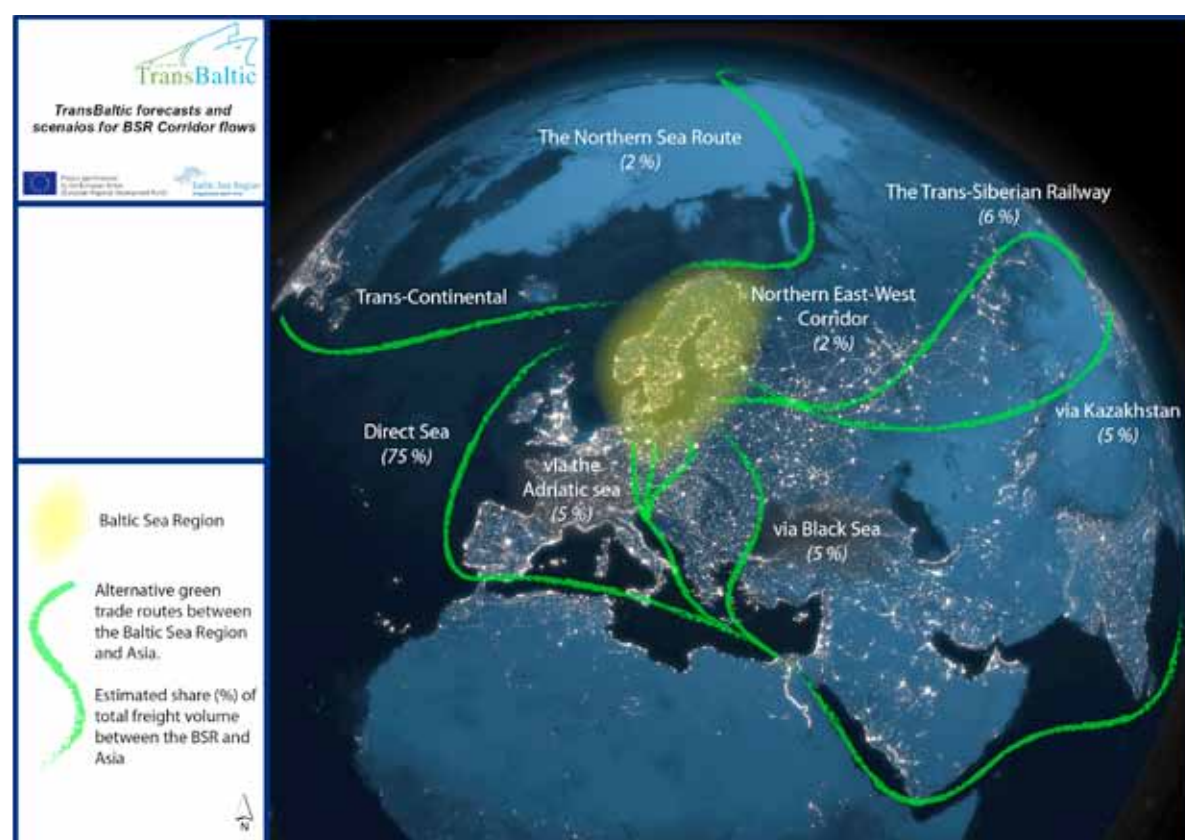 TransBaltic
TransBaltic forecasts and
scenaios for BSR Corridor flows
Baltic Sea Region
Baltic Sea Region
Alternative green
trade routes between
the Baltic Sea Region
and Asia.
Estimated share (%) of
total freight volume
between the BSR and
Asia
N
The Northern Sea Route
(2 %)
The Trans-Siberian Railway
(6 %)
Trans-Continental
Northern East-West
Corridor
(2 %)
Direct Sea
(75 %)
via Kazakhstan
(5 %)
via the
Adriatic sea
(5 %)
via Black Sea
(5 %)